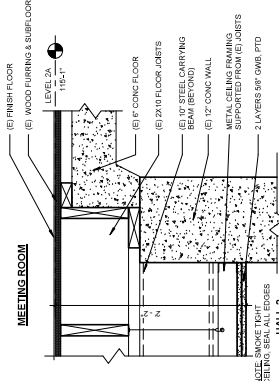 MEETING ROOM
(E) FINISH FLOOR
(E) WOOD FURRING & SUBFLOOR
LEVEL 2A
115'-1"
(E) 6" CONC FLOOR
(E) 2X10 FLOOR JOISTS
(E) 10" STEEL CARRYING
BEAM (BEYOND)
(E) 12" CONC WALL
METAL CEILING FRAMING
SUPPORTED FROM (E) JOISTS
2 LAYERS 5/8" GWB, PTD
NOTE: SMOKE TIGHT
CEILING, SEAL ALL EDGES